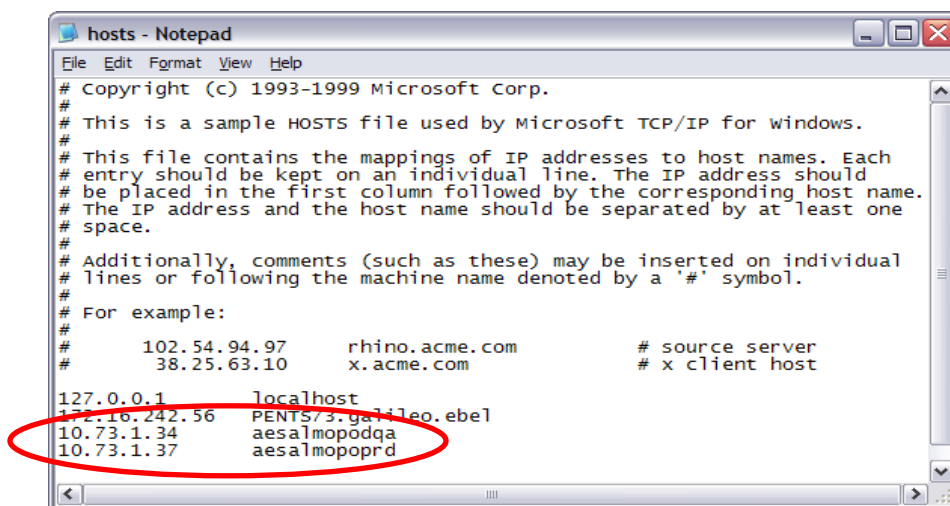 hosts - Notepad
File Edit Format View Help
# Copyright (c) 1993-1999 Microsoft Corp.
#
# This is a sample HOSTS file used by Microsoft TCP/IP for Windows.
#
# This file contains the mappings of IP addresses to host names. Each
# entry should be kept on an individual line. The IP address should
# be placed in the first column followed by the corresponding host name.
# The IP address and the host name should be separated by at least one
# space.
#
# Additionally, comments (such as these) may be inserted on individual
# lines or following the machine name denoted by a '#' symbol.
#
# For example:
#
# 102.54.94.97 rhino.acme.com # source server
# 38.25.63.10 x.acme.com # x client host
127.0.0.1 localhost
172.16.242.56
10.73.1.34 aesalmopodqa
10.73.1.37 aesalmopoprd